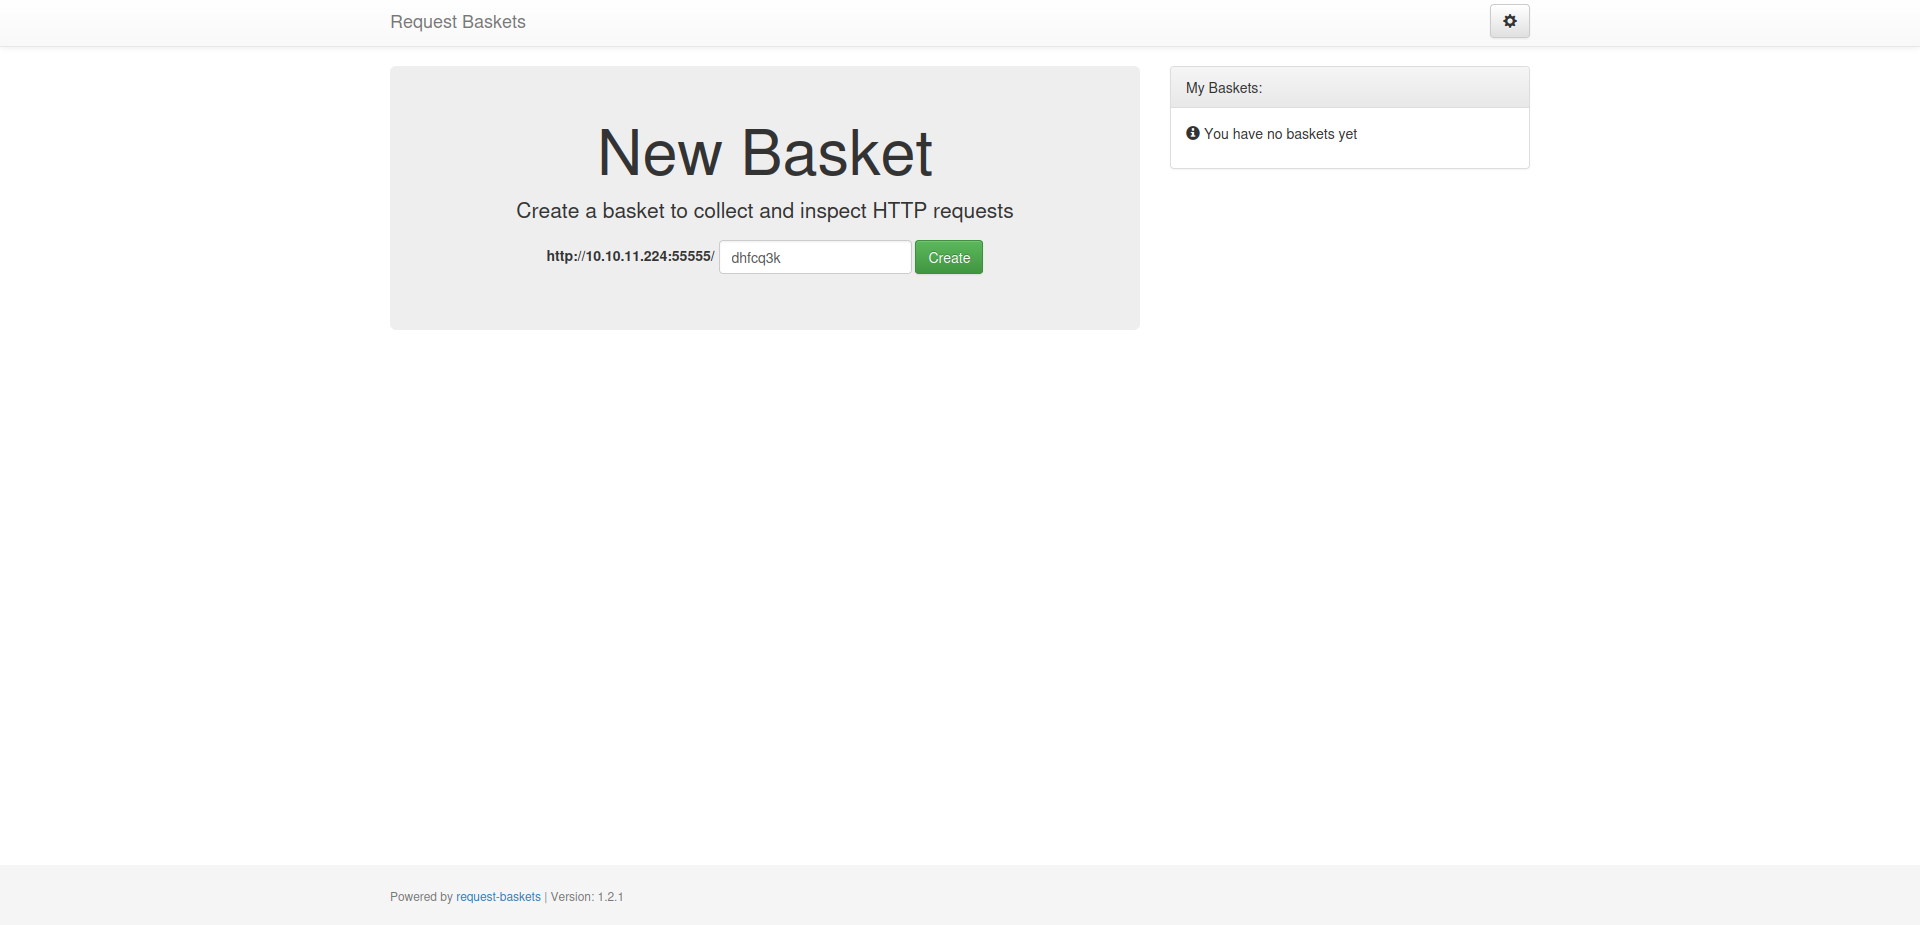 Request Baskets
New Basket
Create a basket to collect and inspect HTTP requests
http://10.10.11.224:55555/ dhfcq3k Create
My Baskets:
You have no baskets yet
Powered by request-baskets | Version: 1.2.1